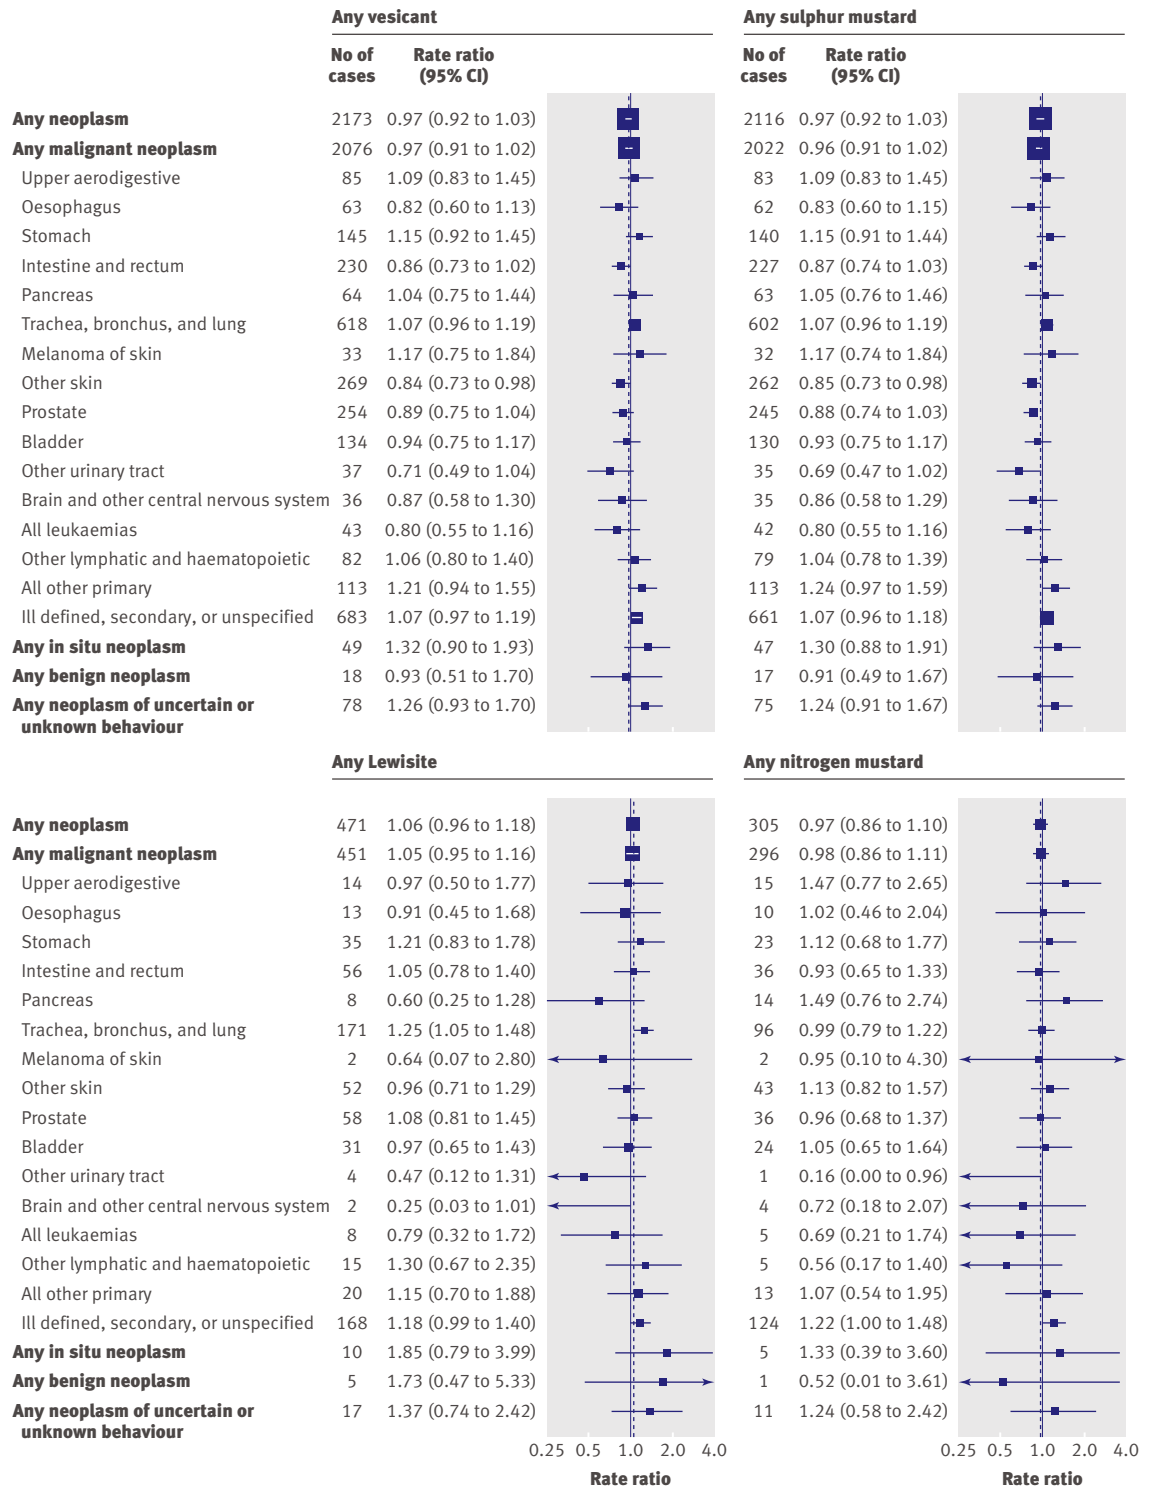 Any vesicant Any sulphur mustard
No of Rate ratio No of Rate ratio
cases (95% CI) cases (95% CI)
Any neoplasm 2173 0.97 (0.92 to 1.03) 2116 0.97 (0.92 to 1.03)
Any malignant neoplasm 2076 0.97 (0.91 to 1.02) 2022 0.96 (0.91 to 1.02)
Upper aerodigestive 85 1.09 (0.83 to 1.45) 83 1.09 (0.83 to 1.45)
Oesophagus 63 0.82 (0.60 to 1.13) 62 0.83 (0.60 to 1.15)
Stomach 145 1.15 (0.92 to 1.45) 140 1.15 (0.91 to 1.44)
Intestine and rectum 230 0.86 (0.73 to 1.02) 227 0.87 (0.74 to 1.03)
Pancreas 64 1.04 (0.75 to 1.44) 63 1.05 (0.76 to 1.46)
Trachea, bronchus, and lung 618 1.07 (0.96 to 1.19) 602 1.07 (0.96 to 1.19)
Melanoma of skin 33 1.17 (0.75 to 1.84) 32 1.17 (0.74 to 1.84)
Other skin 269 0.84 (0.73 to 0.98) 262 0.85 (0.73 to 0.98)
Prostate 254 0.89 (0.75 to 1.04) 245 0.88 (0.74 to 1.03)
Bladder 134 0.94 (0.75 to 1.17) 130 0.93 (0.75 to 1.17)
Other urinary tract 37 0.71 (0.49 to 1.04) 35 0.69 (0.47 to 1.02)
Brain and other central nervous system 36 0.87 (0.58 to 1.30) 35 0.86 (0.58 to 1.29)
All leukaemias 43 0.80 (0.55 to 1.16) 42 0.80 (0.55 to 1.16)
Other lymphatic and haematopoietic 82 1.06 (0.80 to 1.40) 79 1.04 (0.78 to 1.39)
All other primary 113 1.21 (0.94 to 1.55) 113 1.24 (0.97 to 1.59)
Ill defined, secondary, or unspecified 683 1.07 (0.97 to 1.19) 661 1.07 (0.96 to 1.18)
Any in situ neoplasm 49 1.32 (0.90 to 1.93) 47 1.30 (0.88 to 1.91)
Any benign neoplasm 18 0.93 (0.51 to 1.70) 17 0.91 (0.49 to 1.67)
Any neoplasm of uncertain or 78 1.26 (0.93 to 1.70) 75 1.24 (0.91 to 1.67)
unknown behaviour
Any Lewisite Any nitrogen mustard
Any neoplasm 471 1.06 (0.96 to 1.18) 305 0.97 (0.86 to 1.10)
Any malignant neoplasm 451 1.05 (0.95 to 1.16) 296 0.98 (0.86 to 1.11)
Upper aerodigestive 14 0.97 (0.50 to 1.77) 15 1.47 (0.77 to 2.65)
Oesophagus 13 0.91 (0.45 to 1.68) 10 1.02 (0.46 to 2.04)
Stomach 35 1.21 (0.83 to 1.78) 23 1.12 (0.68 to 1.77)
Intestine and rectum 56 1.05 (0.78 to 1.40) 36 0.93 (0.65 to 1.33)
Pancreas 8 0.60 (0.25 to 1.28) 14 1.49 (0.76 to 2.74)
Trachea, bronchus, and lung 171 1.25 (1.05 to 1.48) 96 0.99 (0.79 to 1.22)
Melanoma of skin 2 0.64 (0.07 to 2.80) 2 0.95 (0.10 to 4.30)
Other skin 52 0.96 (0.71 to 1.29) 43 1.13 (0.82 to 1.57)
Prostate 58 1.08 (0.81 to 1.45) 36 0.96 (0.68 to 1.37)
Bladder 31 0.97 (0.65 to 1.43) 24 1.05 (0.65 to 1.64)
Other urinary tract 4 0.47 (0.12 to 1.31) 1 0.16 (0.00 to 0.96)
Brain and other central nervous system 2 0.25 (0.03 to 1.01) 4 0.72 (0.18 to 2.07)
All leukaemias 8 0.79 (0.32 to 1.72) 5 0.69 (0.21 to 1.74)
Other lymphatic and haematopoietic 15 1.30 (0.67 to 2.35) 5 0.56 (0.17 to 1.40)
All other primary 20 1.15 (0.70 to 1.88) 13 1.07 (0.54 to 1.95)
Ill defined, secondary, or unspecified 168 1.18 (0.99 to 1.40) 124 1.22 (1.00 to 1.48)
Any in situ neoplasm 10 1.85 (0.79 to 3.99) 5 1.33 (0.39 to 3.60)
Any benign neoplasm 5 1.73 (0.47 to 5.33) 1 0.52 (0.01 to 3.61)
Any neoplasm of uncertain or 17 1.37 (0.74 to 2.42) 11 1.24 (0.58 to 2.42)
unknown behaviour
0.25 0.5 1.0 2.0 4.0 0.25 0.5 1.0 2.0 4.0
Rate ratio Rate ratio